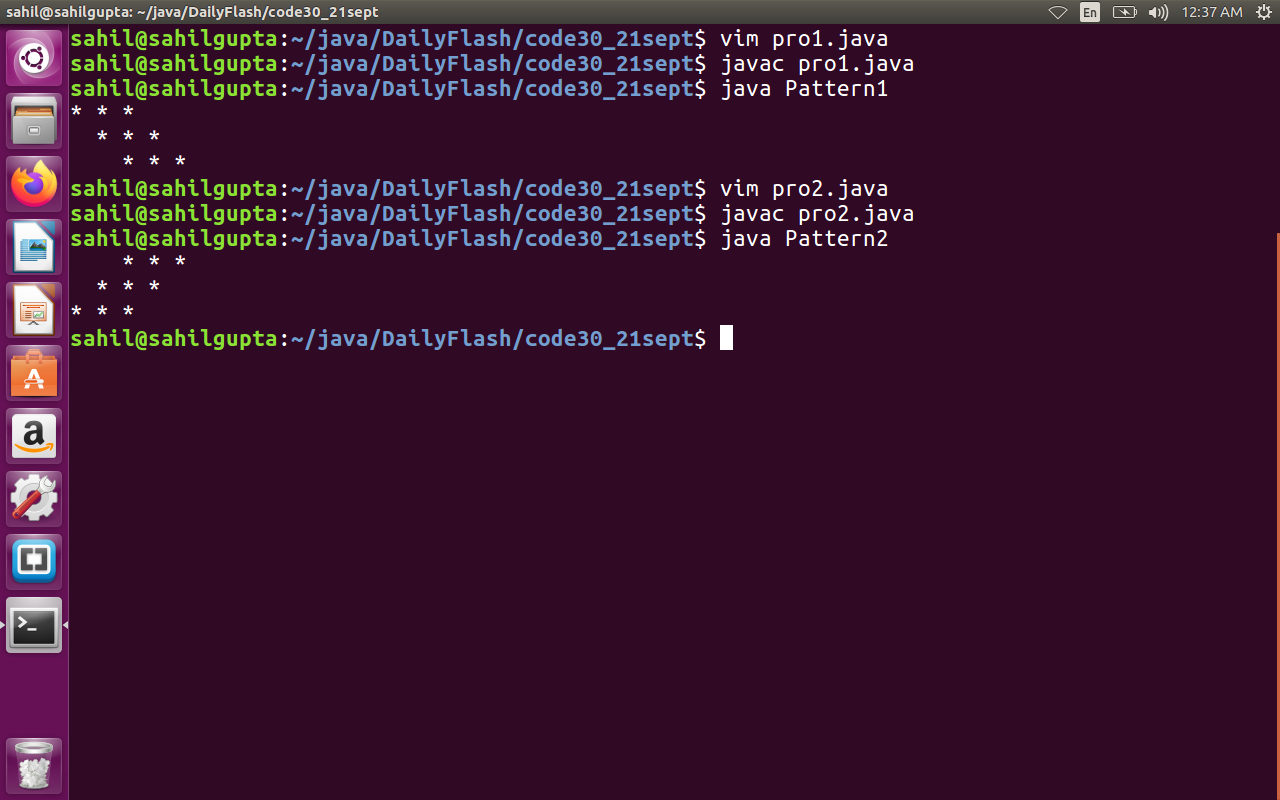 sahil@sahilgupta: ~/java/DailyFlash/code30_21sept
En
12:37 AM
sahil@sahilgupta:~/java/DailyFlash/code30_21sept$ vim pro1.java
sahil@sahilgupta:~/java/DailyFlash/code30_21sept$ javac pro1.java
sahil@sahilgupta:~/java/DailyFlash/code30_21sept$ java Pattern1
* * *
  * * *
    * * *
sahil@sahilgupta:~/java/DailyFlash/code30_21sept$ vim pro2.java
sahil@sahilgupta:~/java/DailyFlash/code30_21sept$ javac pro2.java
sahil@sahilgupta:~/java/DailyFlash/code30_21sept$ java Pattern2
    * * *
  * * *
* * *
sahil@sahilgupta:~/java/DailyFlash/code30_21sept$